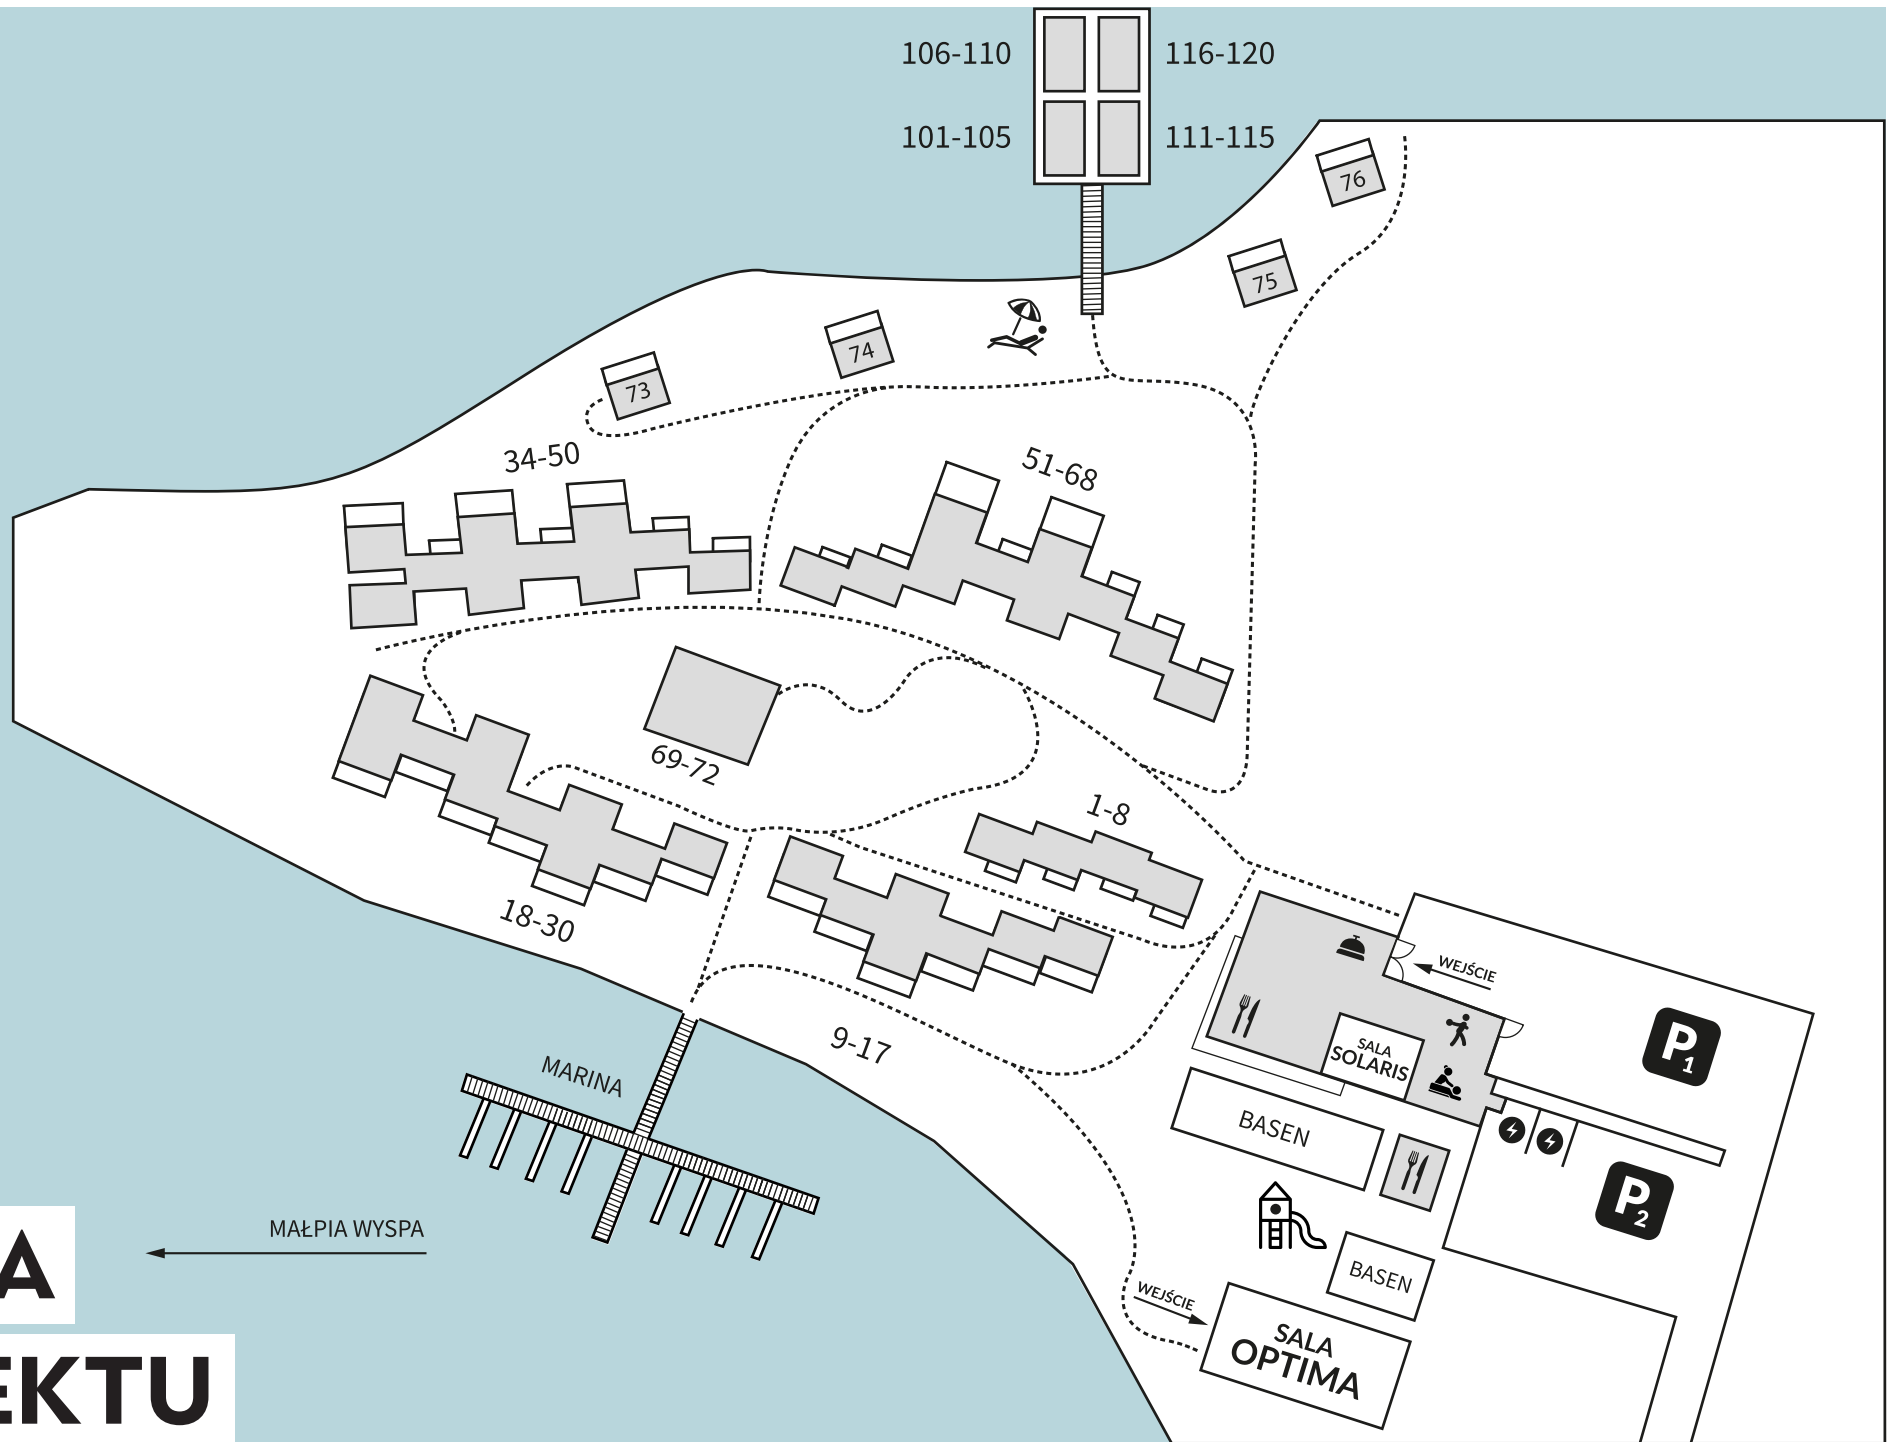 106-110
116-120
101-105
111-115
76
75
74
73
34-50
51-68
69-72
1-8
18-30
9-17
WEJŚCIE
P1
SALA
SOLARIS
MARINA
BASEN
P2
MAŁPIA WYSPA
A
BASEN
WEJŚCIE
SALA
OPTIMA
EKTU